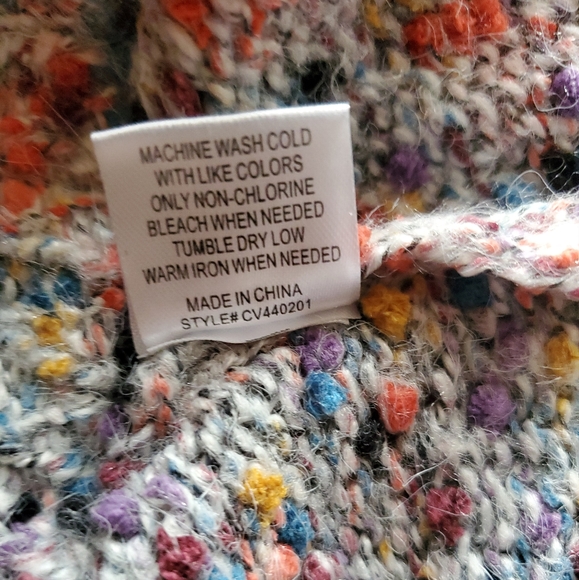 MACHINE WASH COLD
WITH LIKE COLORS
ONLY NON-CHLORINE
BLEACH WHEN NEEDED
TUMBLE DRY LOW
WARM IRON WHEN NEEDED
MADE IN CHINA
STYLE# CV440201